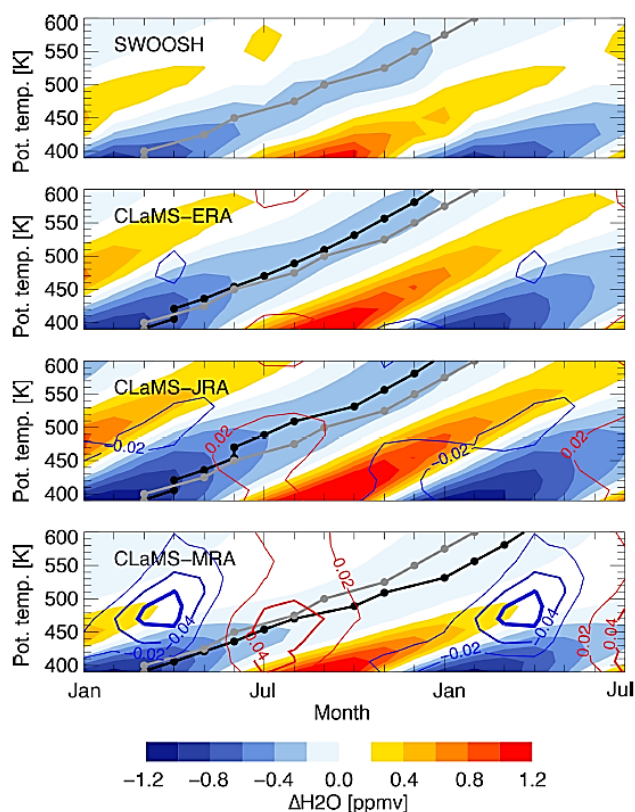 600
SWOOSH
550
500
450
400
Pot. temp. [K]
600
CLaMS-ERA
550
500
450
400
Pot. temp. [K]
600
CLaMS-JRA
550
500
450
400
Pot. temp. [K]
-0.02
0.02
-0.02
0.02
600
CLaMS-MRA
550
500
450
400
Pot. temp. [K]
-0.04
-0.02
0.02
0.04
-0.02
-0.04
0.02
0.04
Jan
Jul
Jan
Jul
Month
-1.2
-0.8
-0.4
0.0
0.4
0.8
1.2
ΔH2O [ppmv]